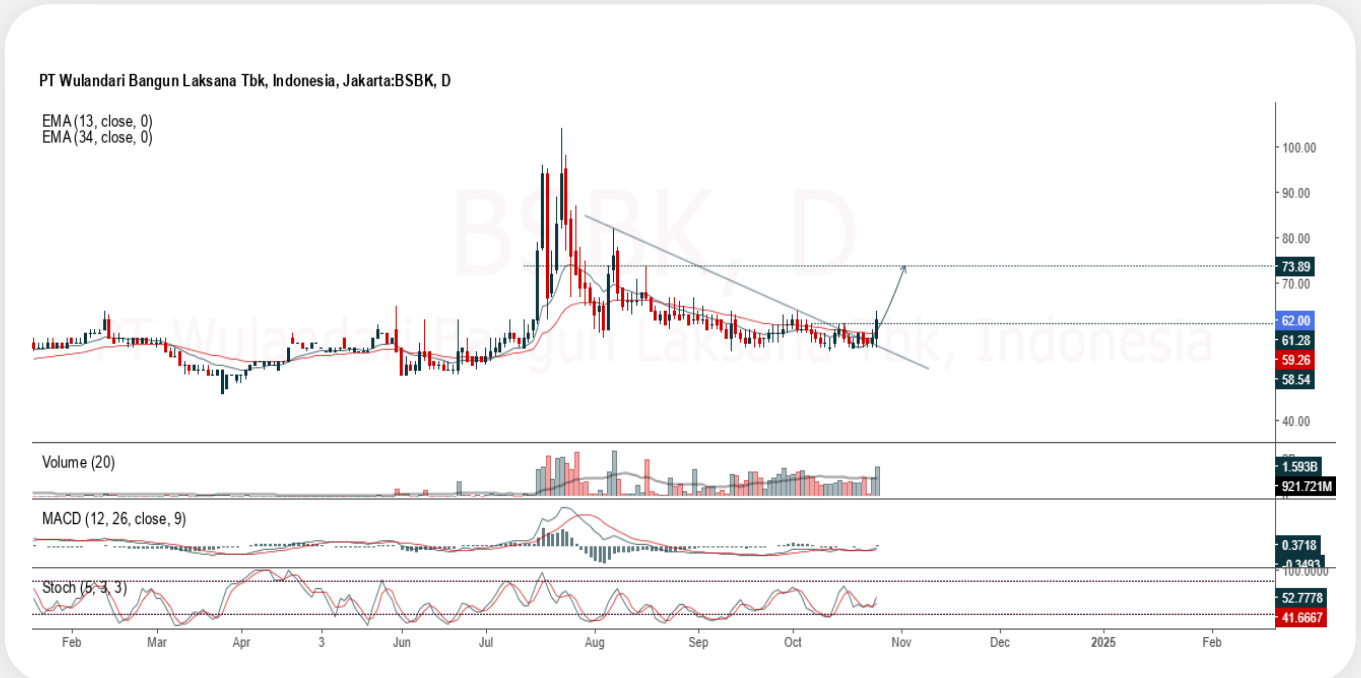 PT Wulandari Bangun Laksana Tbk, Indonesia, Jakarta:BSBK, D
EMA (13, close, 0)
EMA (34, close, 0)
BSBK, D
PT Wulandari Bangun Laksana Tbk, Indonesia
100.00
90.00
80.00
73.89
70.00
62.00
61.28
59.26
58.54
40.00
Volume (20)
1.593B
921.721M
MACD (12, 26, close, 9)
0.3718
-0.3493
100.0000
Stoch (5, 3, 3)
52.7778
41.6667
Feb Mar Apr 3 Jun Jul Aug Sep Oct Nov Dec 2025 Feb